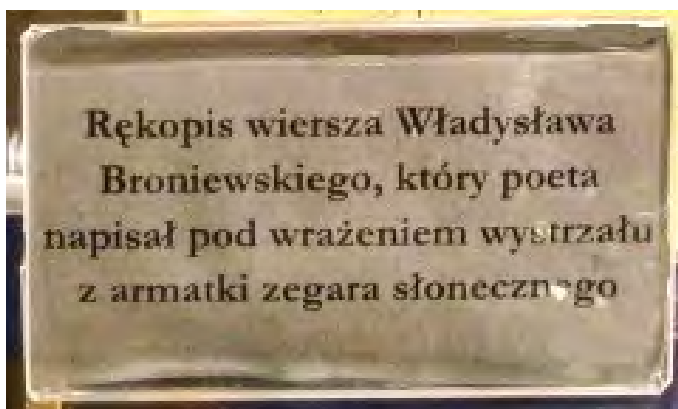 Rękopis wiersza Władysława
Broniewskiego, który poeta
napisał pod wrażeniem wystrzału
z armatki zegara słonecznego